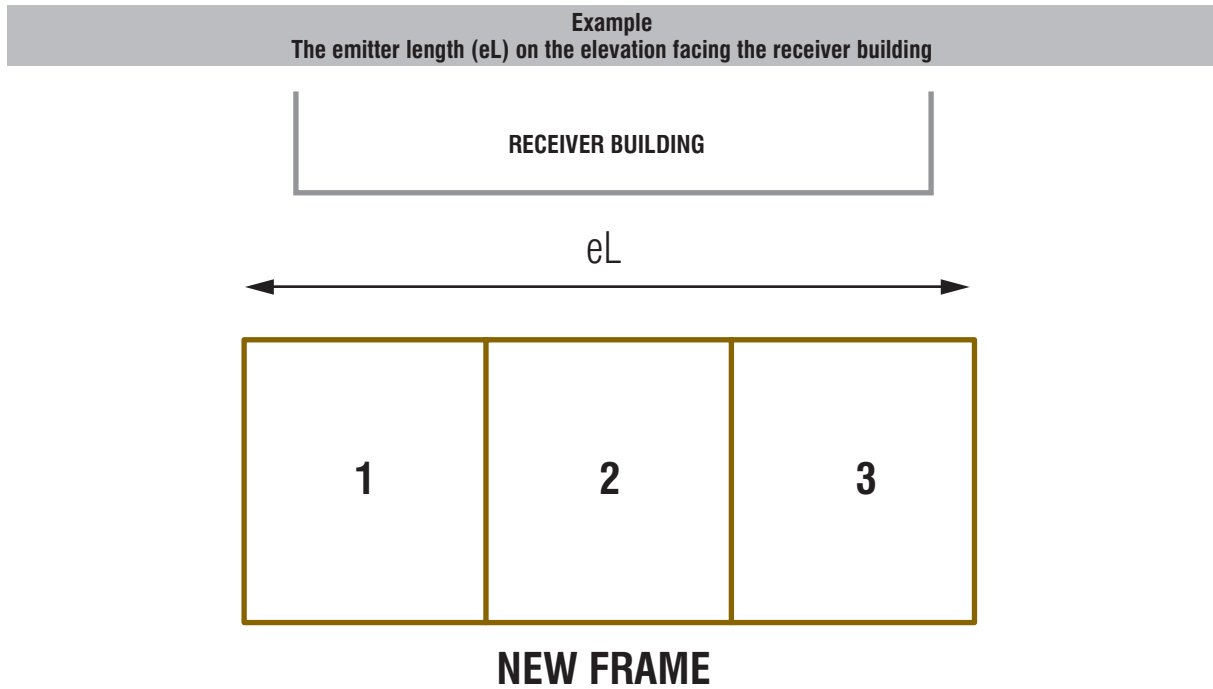 Example
The emitter length (eL) on the elevation facing the receiver building
RECEIVER BUILDING
eL
1 2 3
NEW FRAME